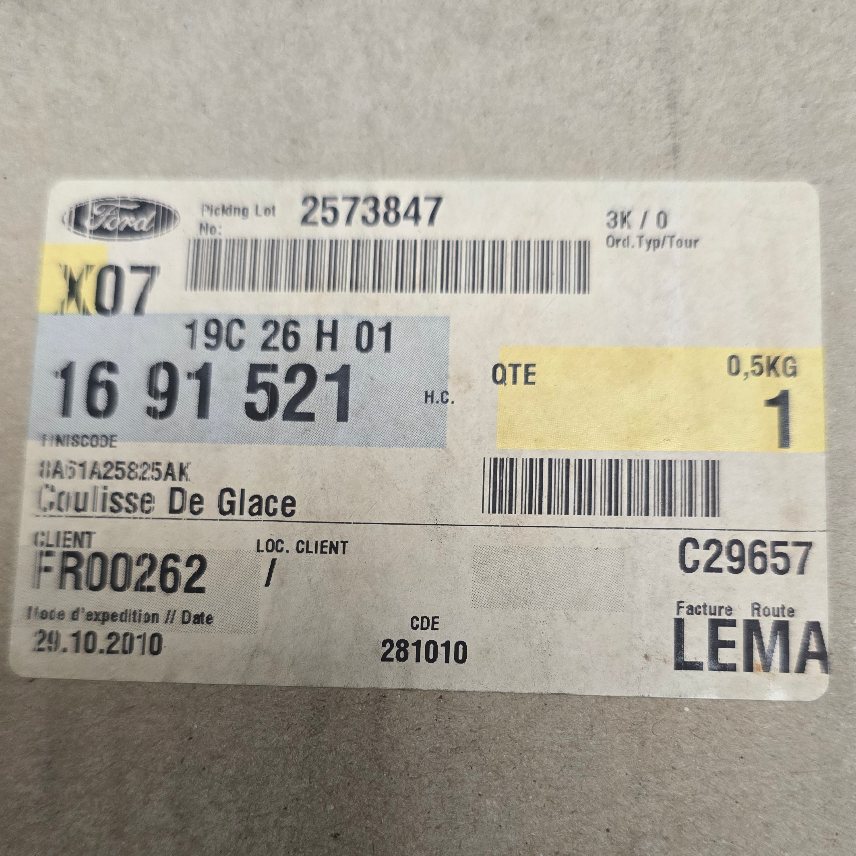 Ford
Picking Lot No: 2573847
3K / 0
Ord.Typ/Tour
X07
19C 26 H 01
16 91 521 H.C.
QTE 0,5KG
1
FINISCODE
8A61A25825AK
Coulisse De Glace
CLIENT
FR00262
LOC. CLIENT
/
C29657
Mode d'expedition // Date
29.10.2010
CDE
281010
Facture Route
LEMA